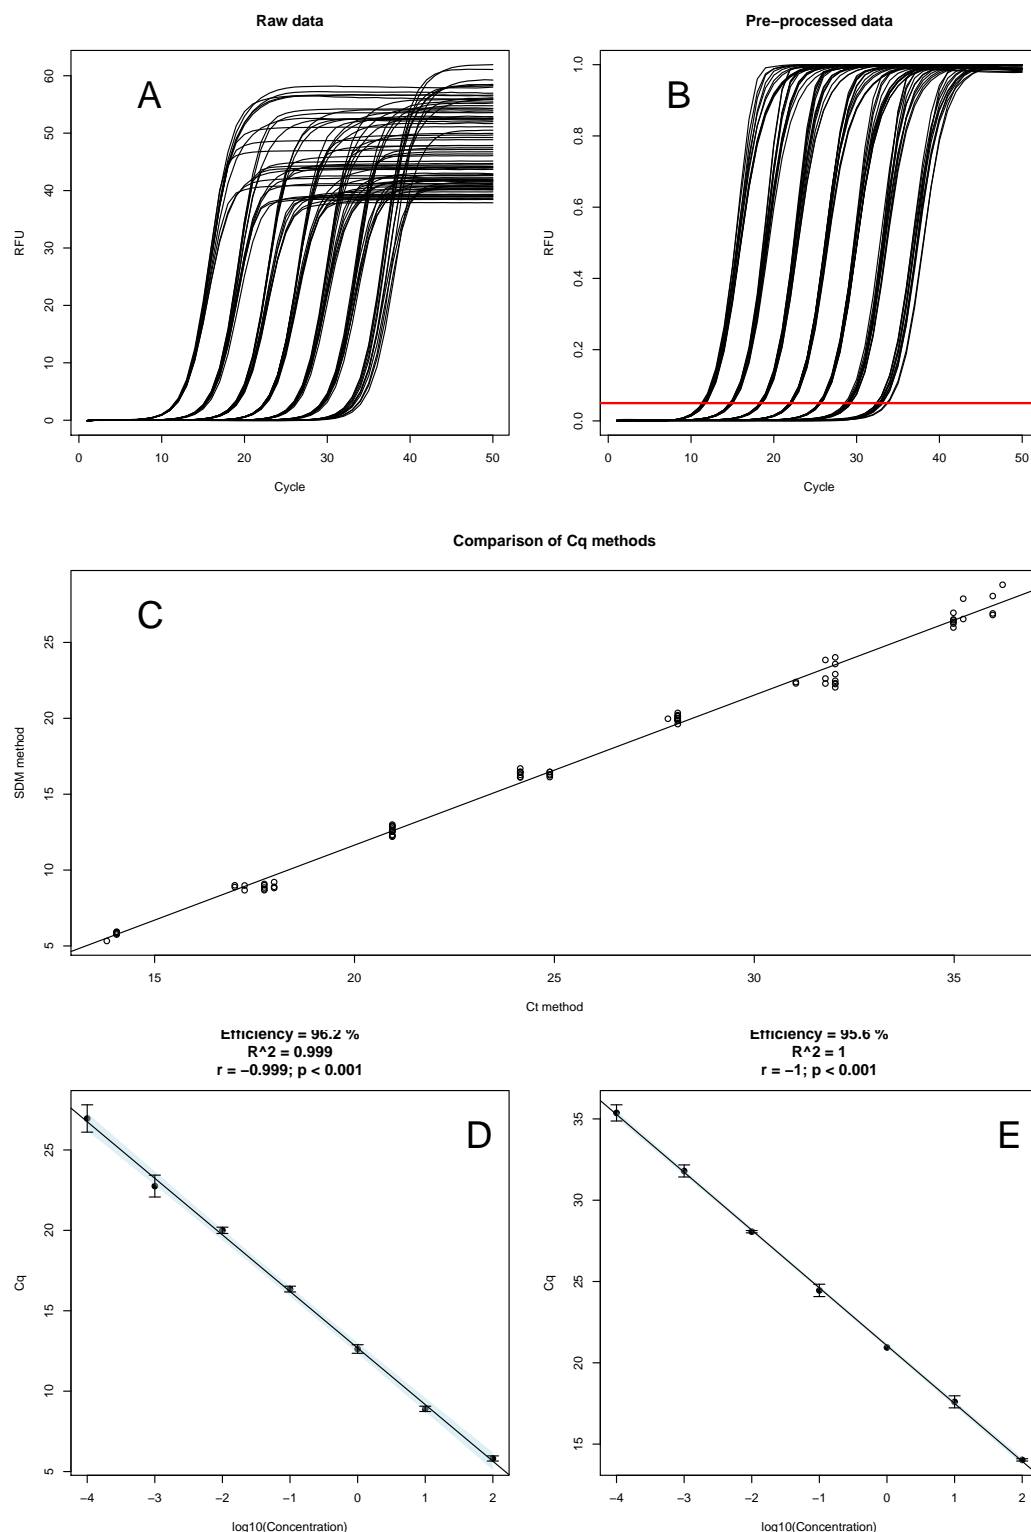 Raw data
A
60
50
40
30
20
10
0
RFU
0 10 20 30 40 50
Cycle
Pre−processed data
B
1.0
0.8
0.6
0.4
0.2
0.0
RFU
0 10 20 30 40 50
Cycle
Comparison of Cq methods
C
25
20
15
10
5
SDM method
15 20 25 30 35
Ct method
Efficiency = 96.2 %
R^2 = 0.999
r = −0.999; p < 0.001
D
25
20
15
10
5
Cq
−4 −3 −2 −1 0 1 2
log10(Concentration)
Efficiency = 95.6 %
R^2 = 1
r = −1; p < 0.001
E
35
30
25
20
15
Cq
−4 −3 −2 −1 0 1 2
log10(Concentration)